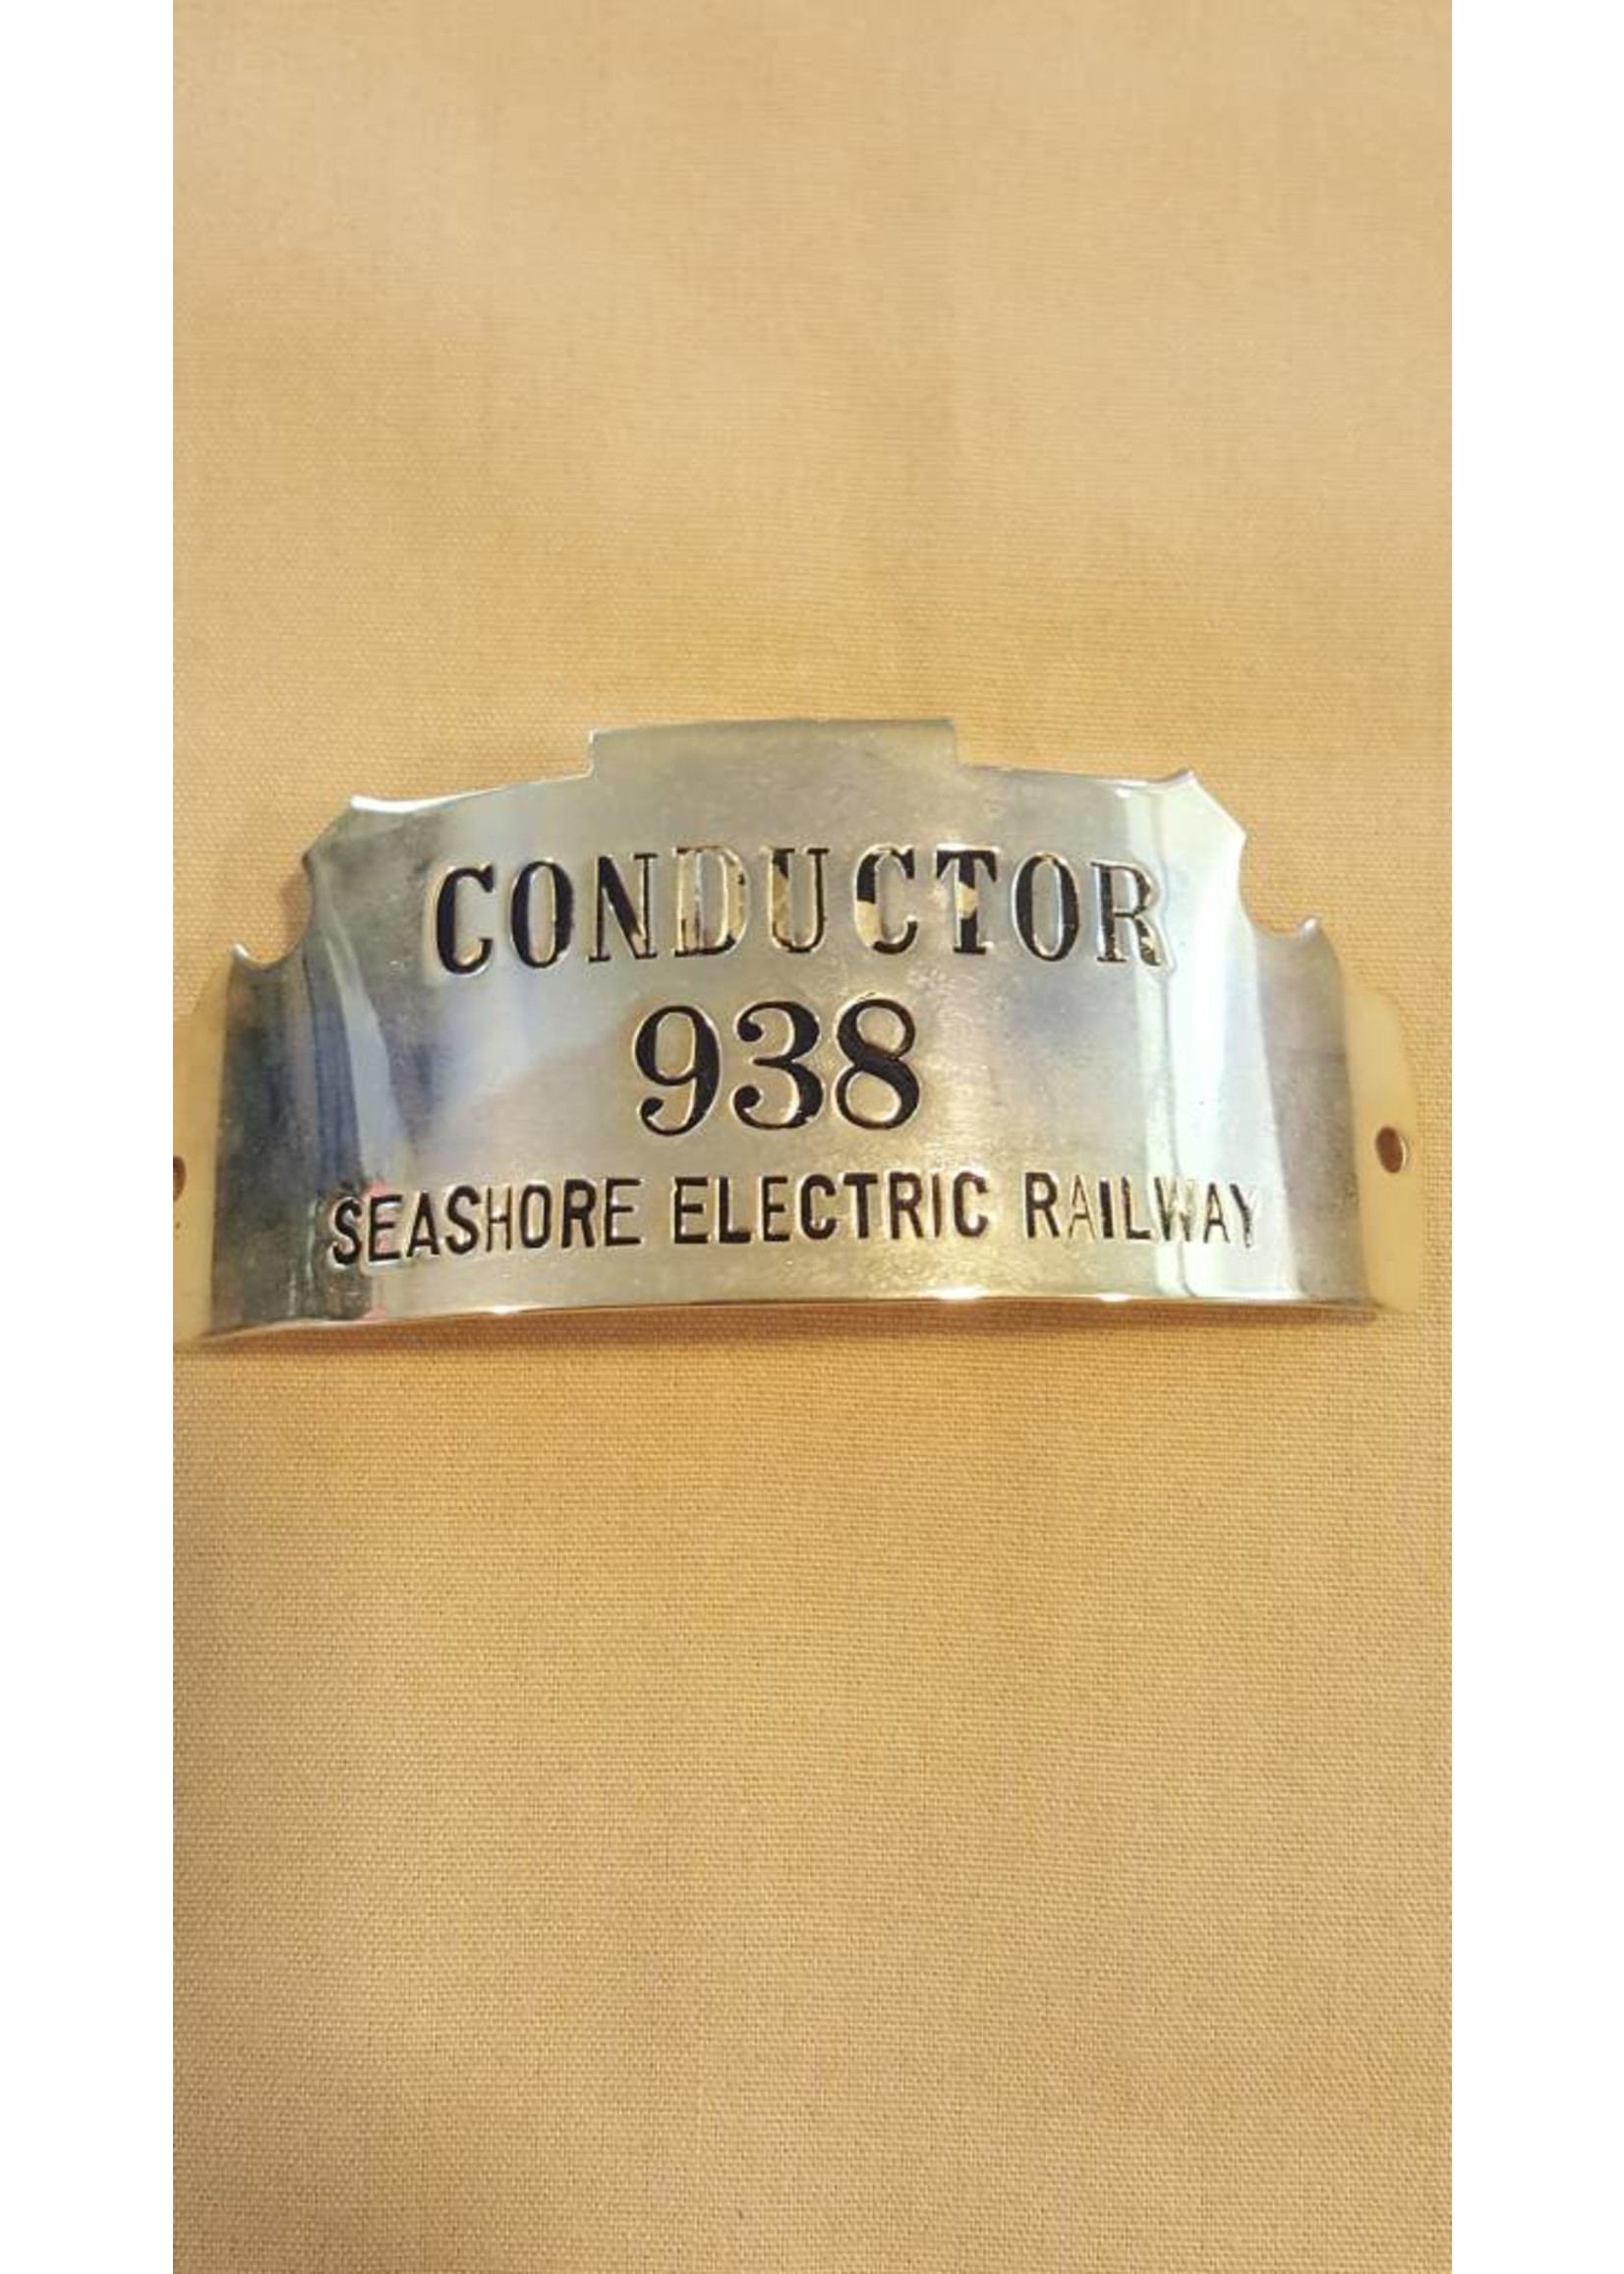 CONDUCTOR
938
SEASHORE ELECTRIC RAILWAY